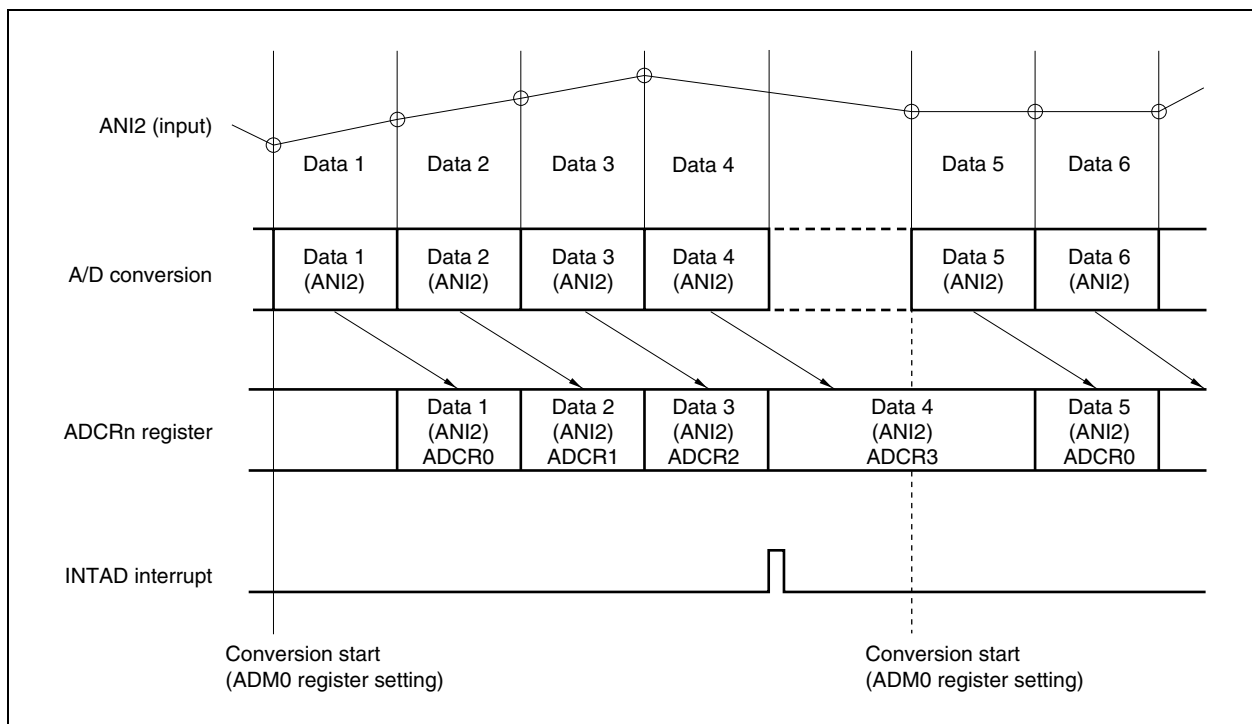 ANI2 (input)
Data 1
Data 2
Data 3
Data 4
Data 5
Data 6
A/D conversion
Data 1
(ANI2)
Data 2
(ANI2)
Data 3
(ANI2)
Data 4
(ANI2)
Data 5
(ANI2)
Data 6
(ANI2)
ADCRn register
Data 1
(ANI2)
ADCR0
Data 2
(ANI2)
ADCR1
Data 3
(ANI2)
ADCR2
Data 4
(ANI2)
ADCR3
Data 5
(ANI2)
ADCR0
INTAD interrupt
Conversion start
(ADM0 register setting)
Conversion start
(ADM0 register setting)